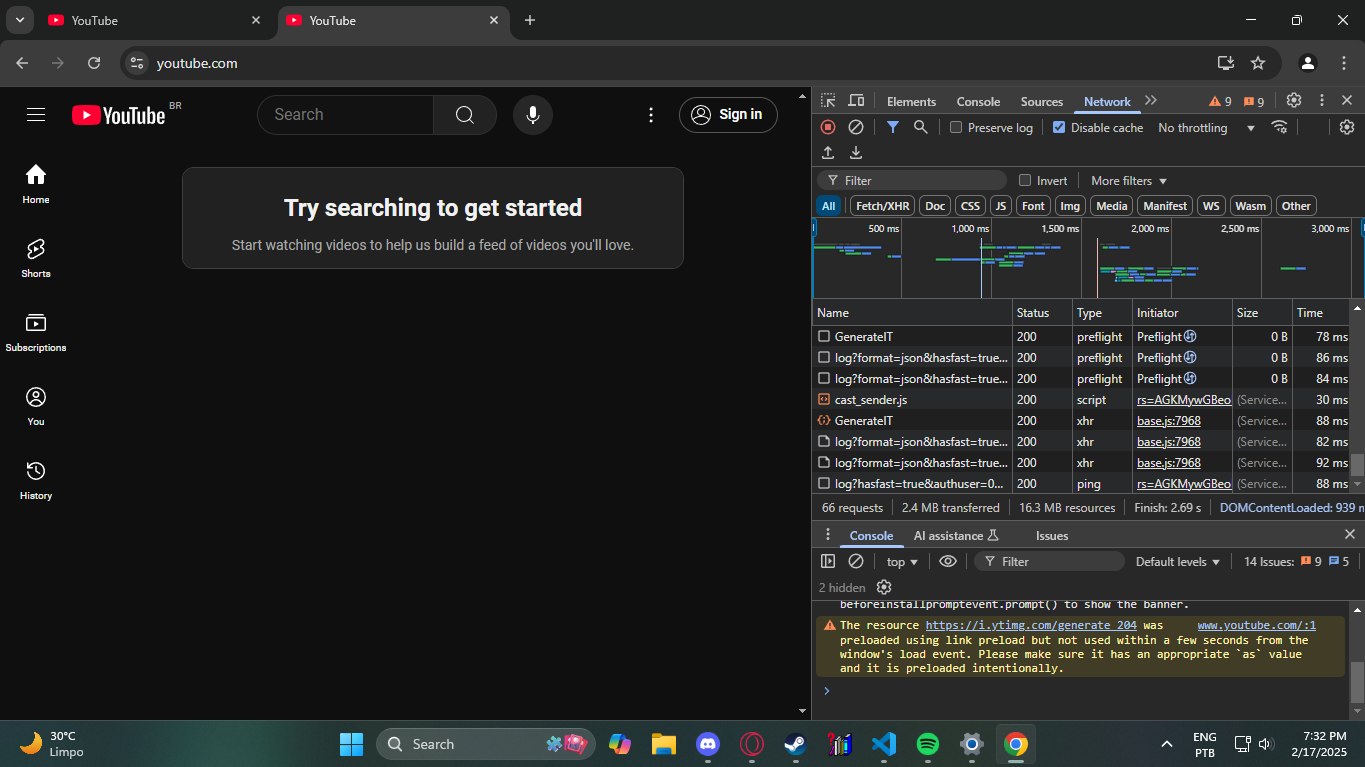 YouTube
YouTube
youtube.com
YouTube BR
Search
Sign in
Home
Shorts
Subscriptions
You
History
Try searching to get started
Start watching videos to help us build a feed of videos you'll love.
Elements Console Sources Network 9 9
Preserve log Disable cache No throttling
Filter Invert More filters
All Fetch/XHR Doc CSS JS Font Img Media Manifest WS Wasm Other
500 ms 1,000 ms 1,500 ms 2,000 ms 2,500 ms 3,000 ms
Name Status Type Initiator Size Time
GenerateIT 200 preflight Preflight 0 B 78 ms
log?format=json&hasfast=true... 200 preflight Preflight 0 B 86 ms
log?format=json&hasfast=true... 200 preflight Preflight 0 B 84 ms
cast_sender.js 200 script rs=AGKMywGBeo (Service... 30 ms
GenerateIT 200 xhr base.js:7968 (Service... 88 ms
log?format=json&hasfast=true... 200 xhr base.js:7968 (Service... 82 ms
log?format=json&hasfast=true... 200 xhr base.js:7968 (Service... 92 ms
log?hasfast=true&authuser=0... 200 ping rs=AGKMywGBeo (Service... 88 ms
66 requests 2.4 MB transferred 16.3 MB resources Finish: 2.69 s DOMContentLoaded: 939 m
Console AI assistance Issues
top Filter Default levels 14 Issues: 9 5
2 hidden
beforeinstallpromptevent.prompt() to show the banner.
The resource https://i.ytimg.com/generate_204 was www.youtube.com/:1
preloaded using link preload but not used within a few seconds from the
window's load event. Please make sure it has an appropriate `as` value
and it is preloaded intentionally.
30°C
Limpo
Search
ENG
PTB
7:32 PM
2/17/2025